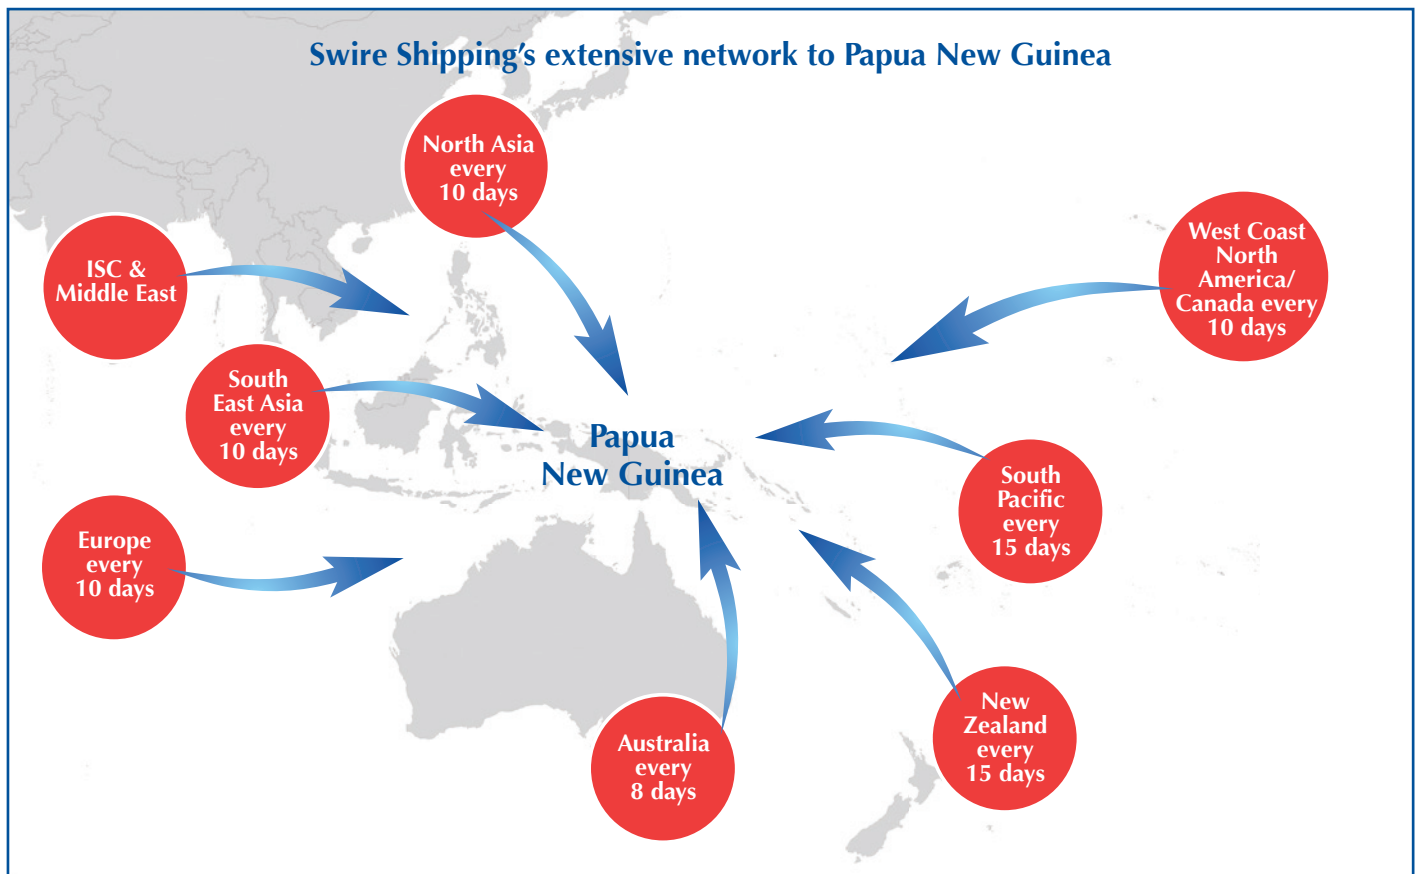 Swire Shipping's extensive network to Papua New Guinea
North Asia
every
10 days
West Coast
North
America/
Canada every
10 days
ISC &
Middle East
South
East Asia
every
10 days
Papua
New Guinea
South
Pacific
every
15 days
Europe
every
10 days
New
Zealand
every
15 days
Australia
every
8 days